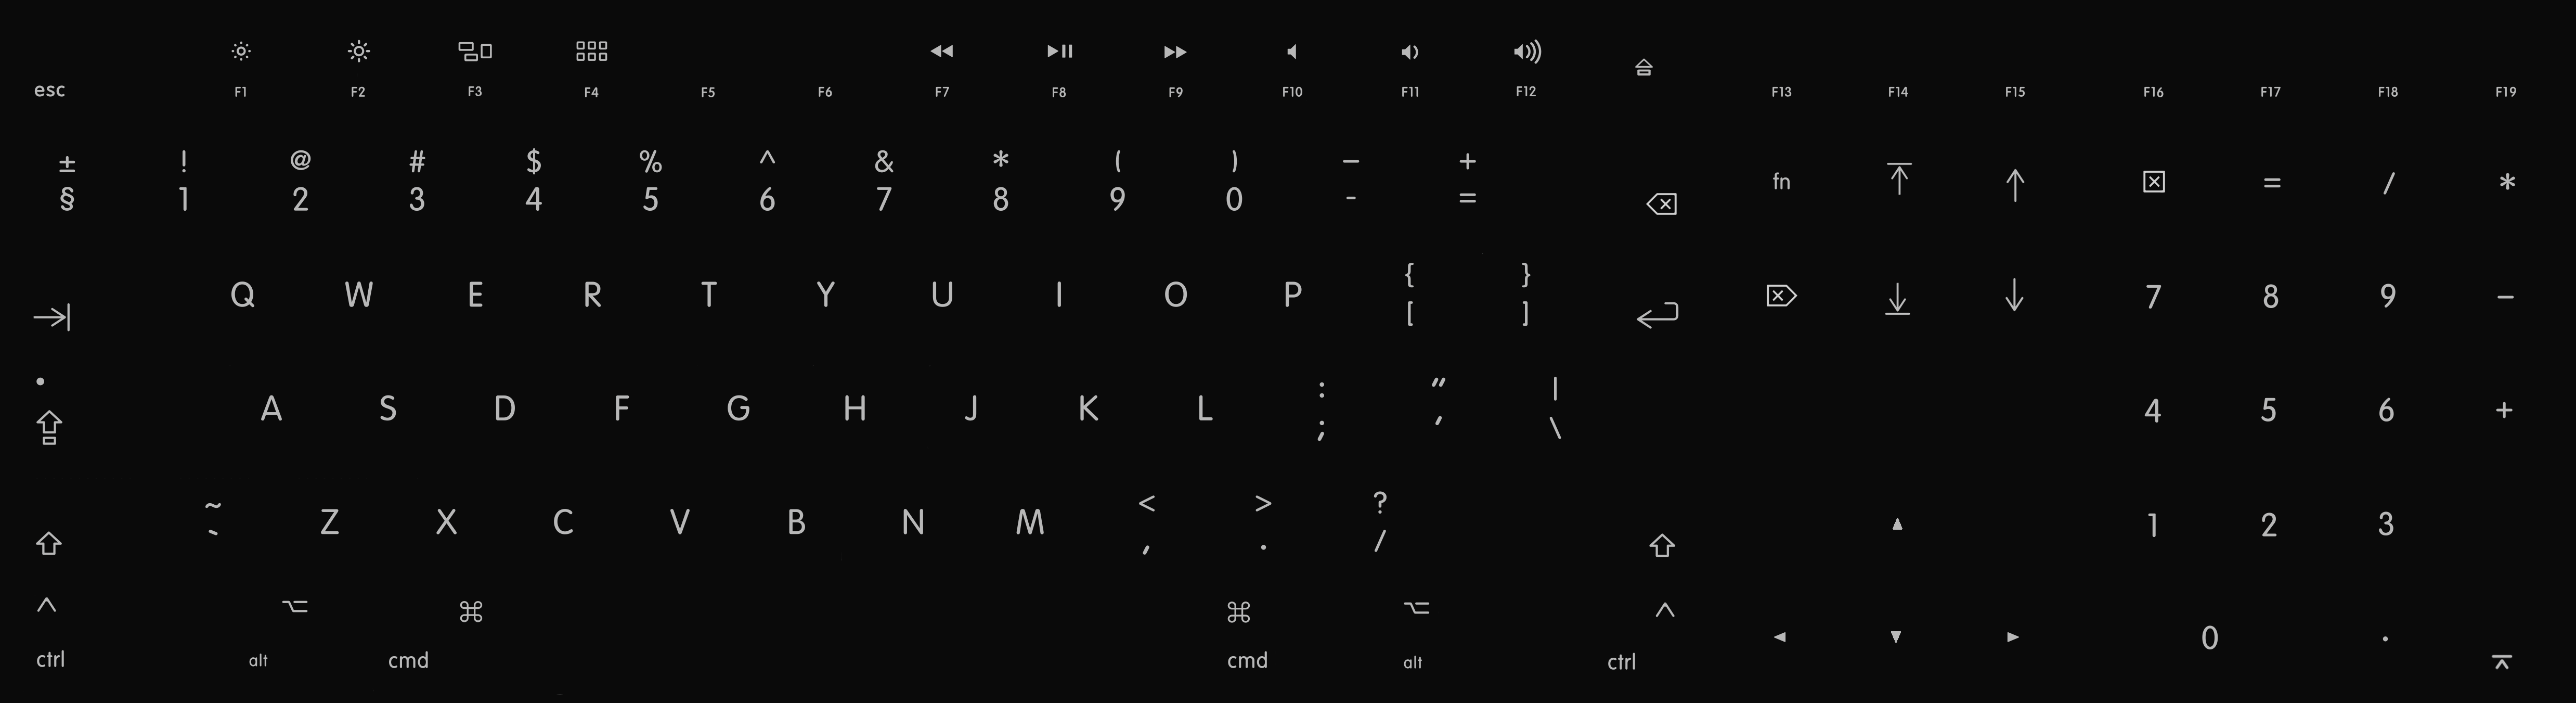 esc F1 F2 F3 F4 F5 F6 F7 F8 F9 F10 F11 F12 F13 F14 F15 F16 F17 F18 F19
± ! @ # $ % ^ & * ( ) – +
§ 1 2 3 4 5 6 7 8 9 0 - = fn = / *
{ }
Q W E R T Y U I O P [ ] 7 8 9 –
: " |
A S D F G H J K L ; ' \ 4 5 6 +
~ < > ?
` Z X C V B N M , . / 1 2 3
^ ⌥ ⌘ ⌘ ⌥ ^
ctrl alt cmd cmd alt ctrl 0 .